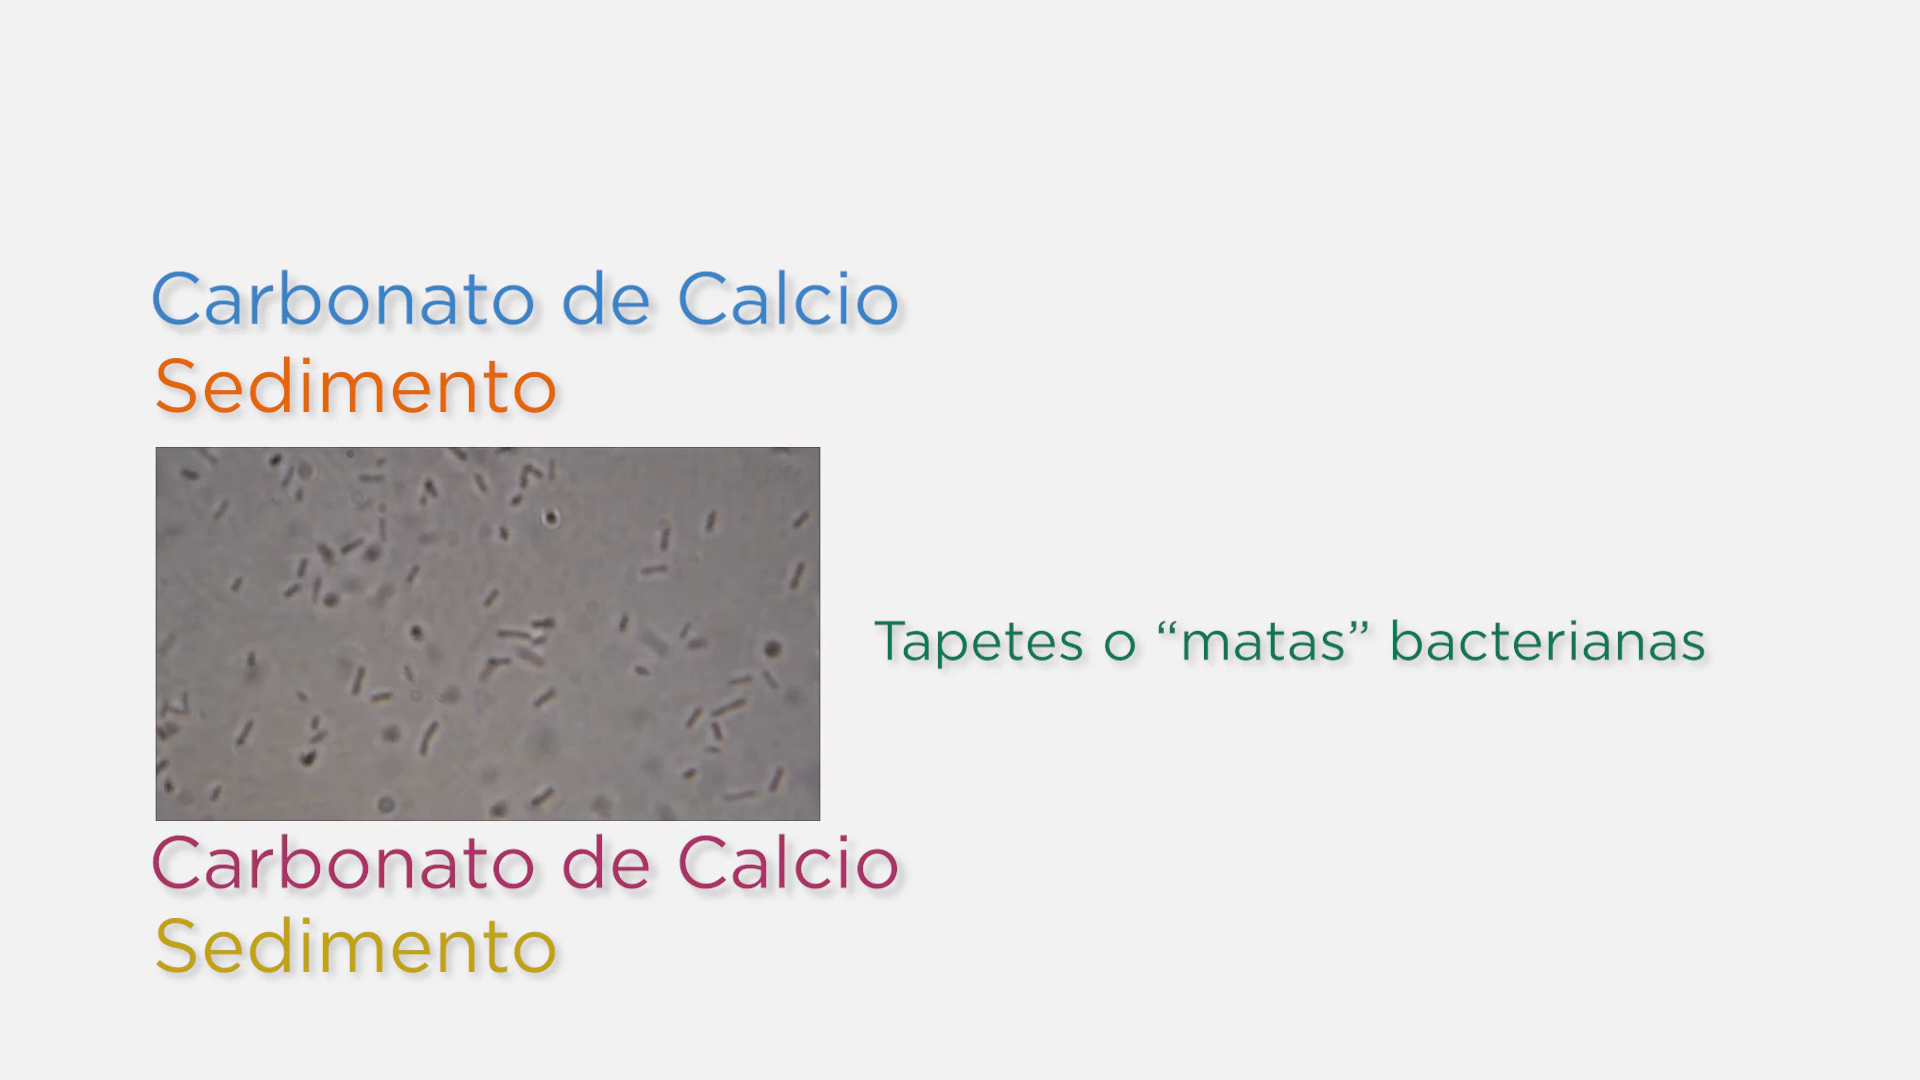 Carbonato de Calcio
Sedimento
Tapetes o “matas” bacterianas
Carbonato de Calcio
Sedimento